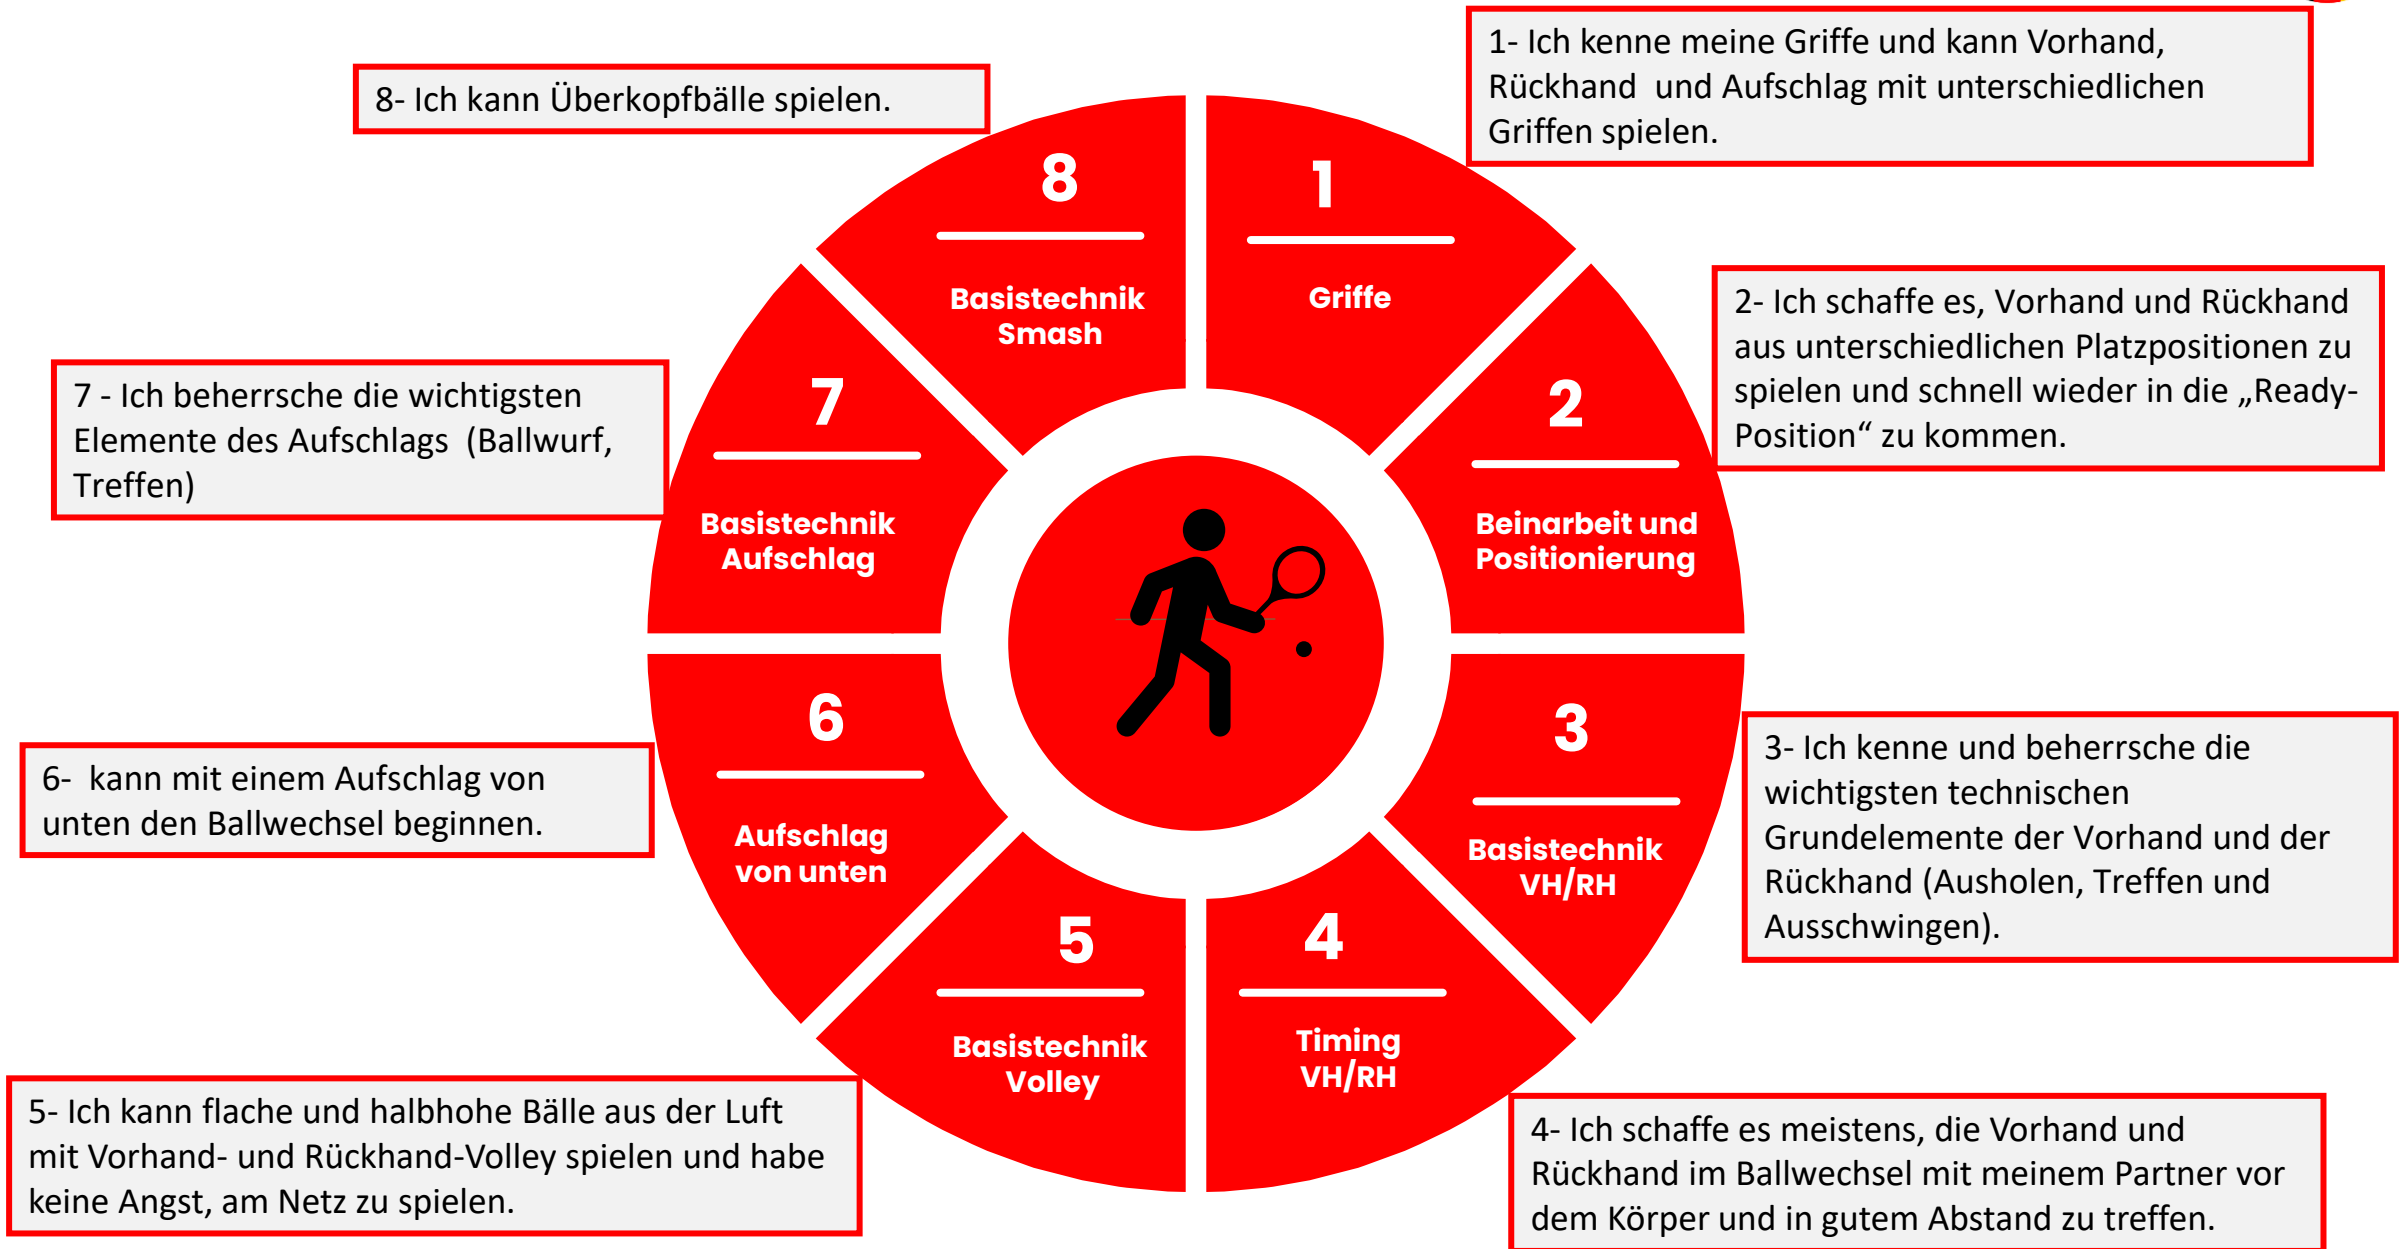 1- Ich kenne meine Griffe und kann Vorhand,
Rückhand  und Aufschlag mit unterschiedlichen
Griffen spielen.
8- Ich kann Überkopfbälle spielen.
8
Basistechnik
Smash
1
Griffe
2- Ich schaffe es, Vorhand und Rückhand
aus unterschiedlichen Platzpositionen zu
spielen und schnell wieder in die „Ready-
Position“ zu kommen.
7 - Ich beherrsche die wichtigsten
Elemente des Aufschlags  (Ballwurf,
Treffen)
7
Basistechnik
Aufschlag
2
Beinarbeit und
Positionierung
6-  kann mit einem Aufschlag von
unten den Ballwechsel beginnen.
6
Aufschlag
von unten
3
Basistechnik
VH/RH
3- Ich kenne und beherrsche die
wichtigsten technischen
Grundelemente der Vorhand und der
Rückhand (Ausholen, Treffen und
Ausschwingen).
5
Basistechnik
Volley
4
Timing
VH/RH
5- Ich kann flache und halbhohe Bälle aus der Luft
mit Vorhand- und Rückhand-Volley spielen und habe
keine Angst, am Netz zu spielen.
4- Ich schaffe es meistens, die Vorhand und
Rückhand im Ballwechsel mit meinem Partner vor
dem Körper und in gutem Abstand zu treffen.